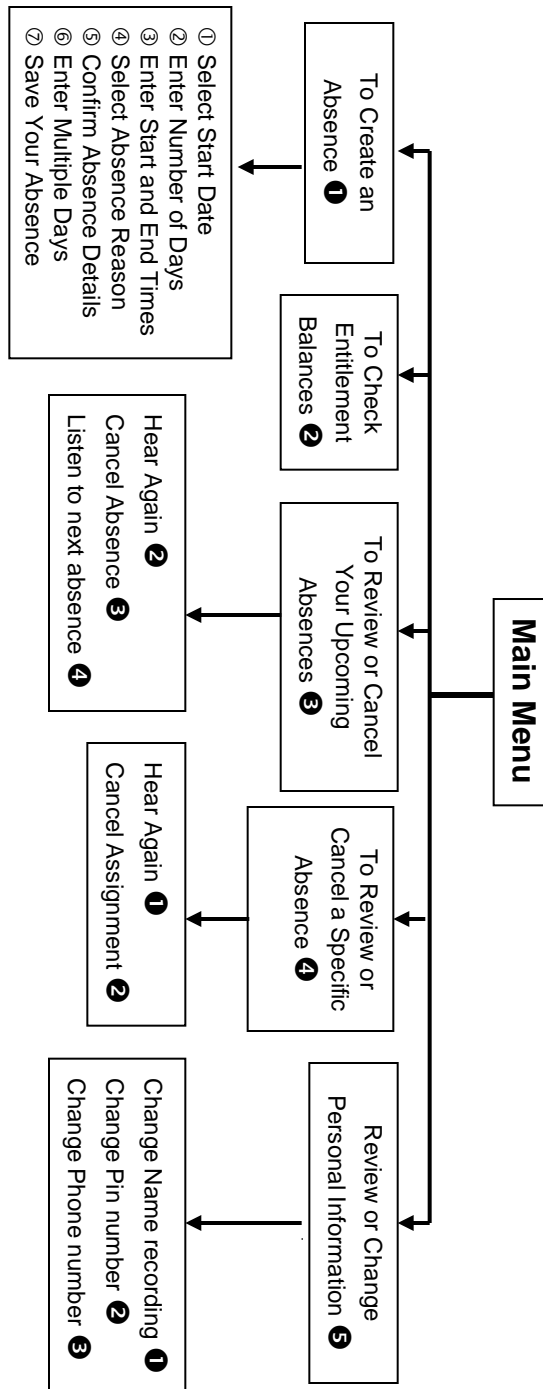 Main Menu
To Create an
Absence ❶
To Check
Entitlement
Balances ❷
To Review or Cancel
Your Upcoming
Absences ❸
To Review or
Cancel a Specific
Absence ❹
Review or Change
Personal Information ❺
① Select Start Date
② Enter Number of Days
③ Enter Start and End Times
④ Select Absence Reason
⑤ Confirm Absence Details
⑥ Enter Multiple Days
⑦ Save Your Absence
Hear Again ❷
Cancel Absence ❸
Listen to next absence ❹
Hear Again ❶
Cancel Assignment ❷
Change Name recording ❶
Change Pin number ❷
Change Phone number ❸